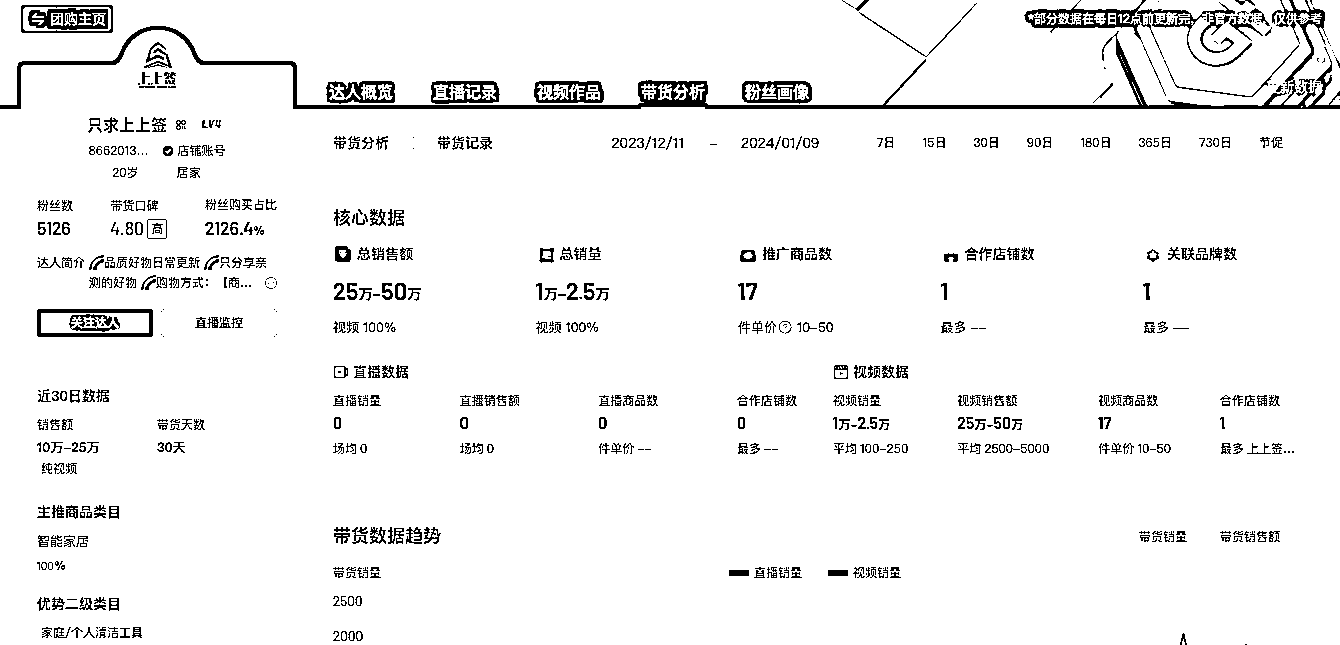 团购主页
*部分数据在每日12点前更新完，非官方数据，仅供参考
上上签
达人概览 直播记录 视频作品 带货分析 粉丝画像
更新数据
只求上上签 LV4
8662013... 店铺账号
20岁 居家
粉丝数 带货口碑 粉丝购买占比
5126 4.80 高 2126.4%
达人简介 品质好物日常更新 只分享亲
测的好物 购物方式：【商...
关注达人 直播监控
近30日数据
销售额 带货天数
10万-25万 30天
纯视频
主推商品类目
智能家居
100%
优势二级类目
家庭/个人清洁工具
带货分析 带货记录 2023/12/11 - 2024/01/09 7日 15日 30日 90日 180日 365日 730日 节促
核心数据
总销售额 总销量 推广商品数 合作店铺数 关联品牌数
25万-50万 1万-2.5万 17 1 1
视频 100% 视频 100% 件单价 10-50 最多 -- 最多 --
直播数据 视频数据
直播销量 直播销售额 直播商品数 合作店铺数 视频销量 视频销售额 视频商品数 合作店铺数
0 0 0 0 1万-2.5万 25万-50万 17 1
场均 0 场均 0 件单价 -- 最多 -- 平均 100-250 平均 2500-5000 件单价 10-50 最多 上上签...
带货数据趋势 带货销量 带货销售额
带货销量 直播销量 视频销量
2500
2000